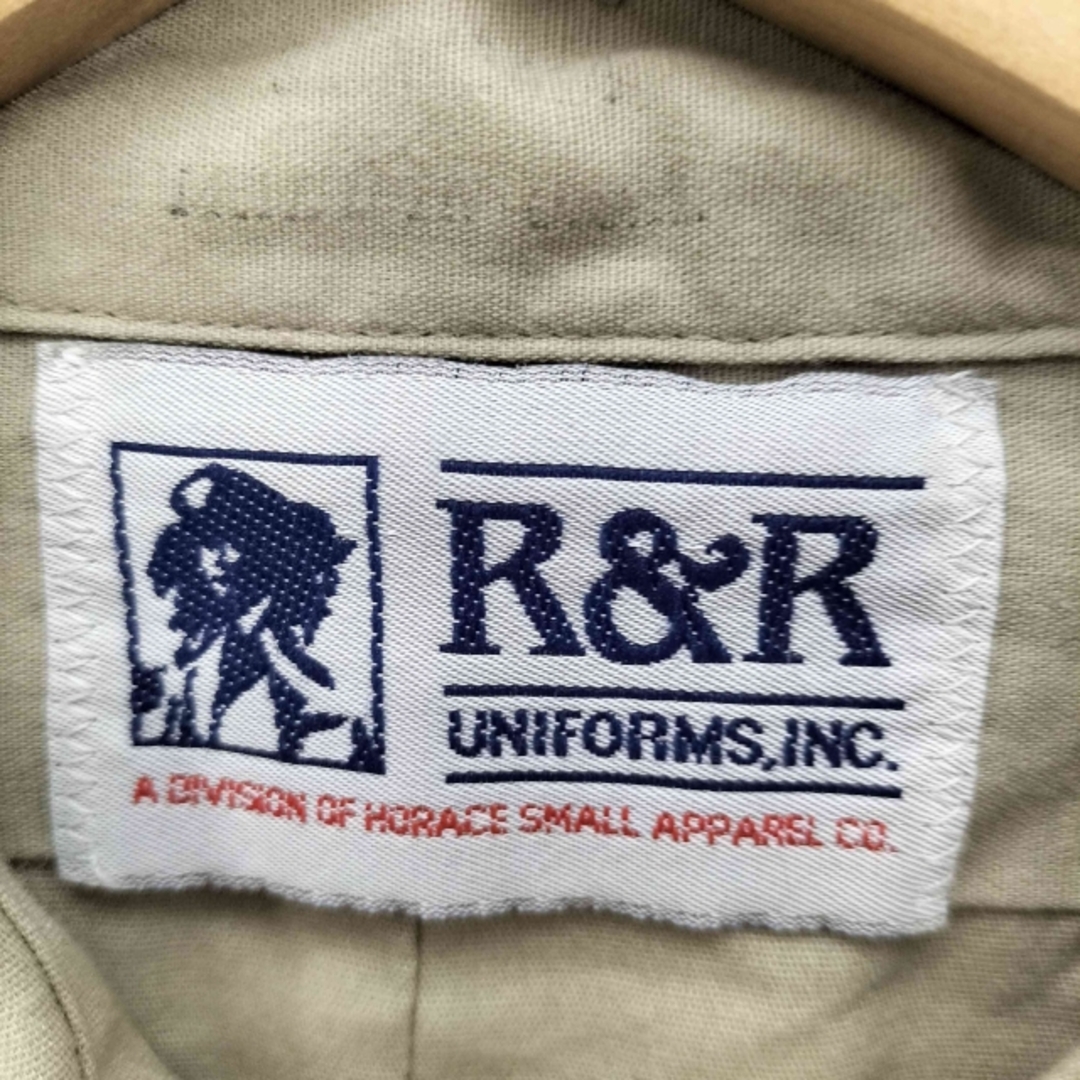 R&R
UNIFORMS, INC.
A DIVISION OF HORACE SMALL APPAREL CO.